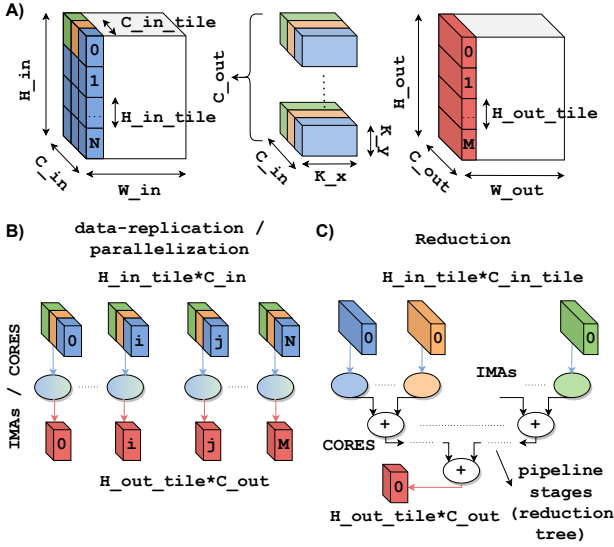 A)
C_in_tile
0
1
...
N
H_in
H_in_tile
C_in
W_in
C_out
C_in
K_x
K_y
H_out
0
1
...
M
H_out_tile
C_out
W_out
B)
data-replication /
parallelization
H_in_tile*C_in
0
i
j
N
IMAs / CORES
0
i
j
M
H_out_tile*C_out
C)
Reduction
H_in_tile*C_in_tile
0
0
0
IMAs
+
+
CORES
+
0
H_out_tile*C_out
pipeline
stages
(reduction
tree)